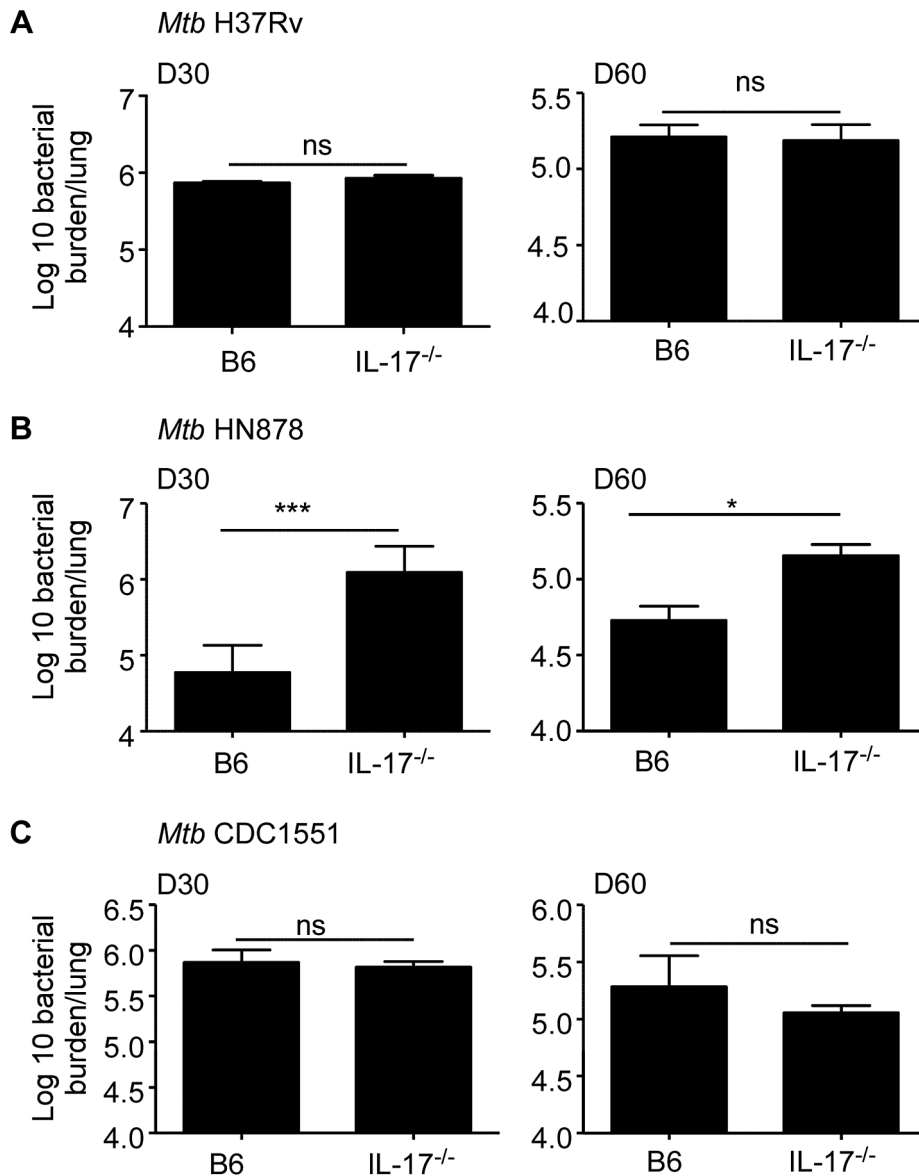 A
Mtb H37Rv
D30
Log 10 bacterial
burden/lung
7
6
5
4
ns
B6
IL-17-/-
D60
5.5
5.0
4.5
4.0
ns
B6
IL-17-/-
B
Mtb HN878
D30
Log 10 bacterial
burden/lung
7
6
5
4
***
B6
IL-17-/-
D60
5.5
5.0
4.5
4.0
*
B6
IL-17-/-
C
Mtb CDC1551
D30
Log 10 bacterial
burden/lung
6.5
6.0
5.5
5.0
4.5
4.0
ns
B6
IL-17-/-
D60
6.0
5.5
5.0
4.5
4.0
ns
B6
IL-17-/-